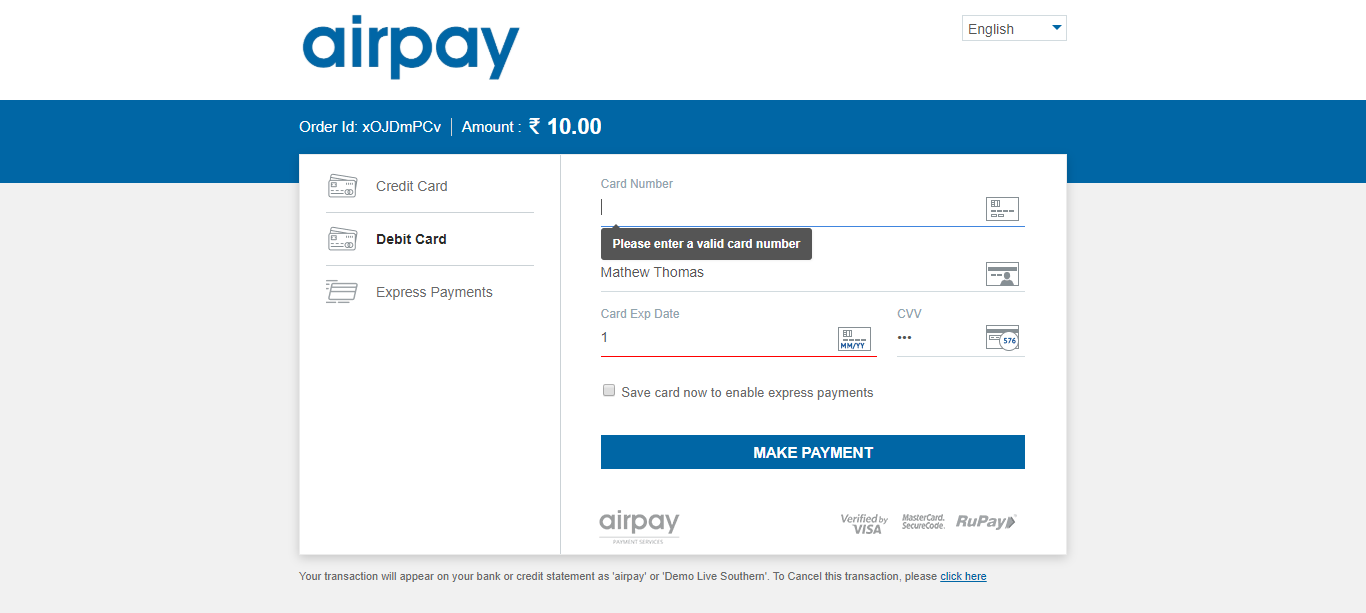 airpay
English
Order Id: xOJDmPCv | Amount : ₹ 10.00
Credit Card
Debit Card
Express Payments
Card Number
Please enter a valid card number
Mathew Thomas
Card Exp Date
CVV
1
MM/YY
•••
576
Save card now to enable express payments
MAKE PAYMENT
airpay
PAYMENT SERVICES
Verified by
VISA
MasterCard.
SecureCode.
RuPay
Your transaction will appear on your bank or credit statement as 'airpay' or 'Demo Live Southern'. To Cancel this transaction, please click here